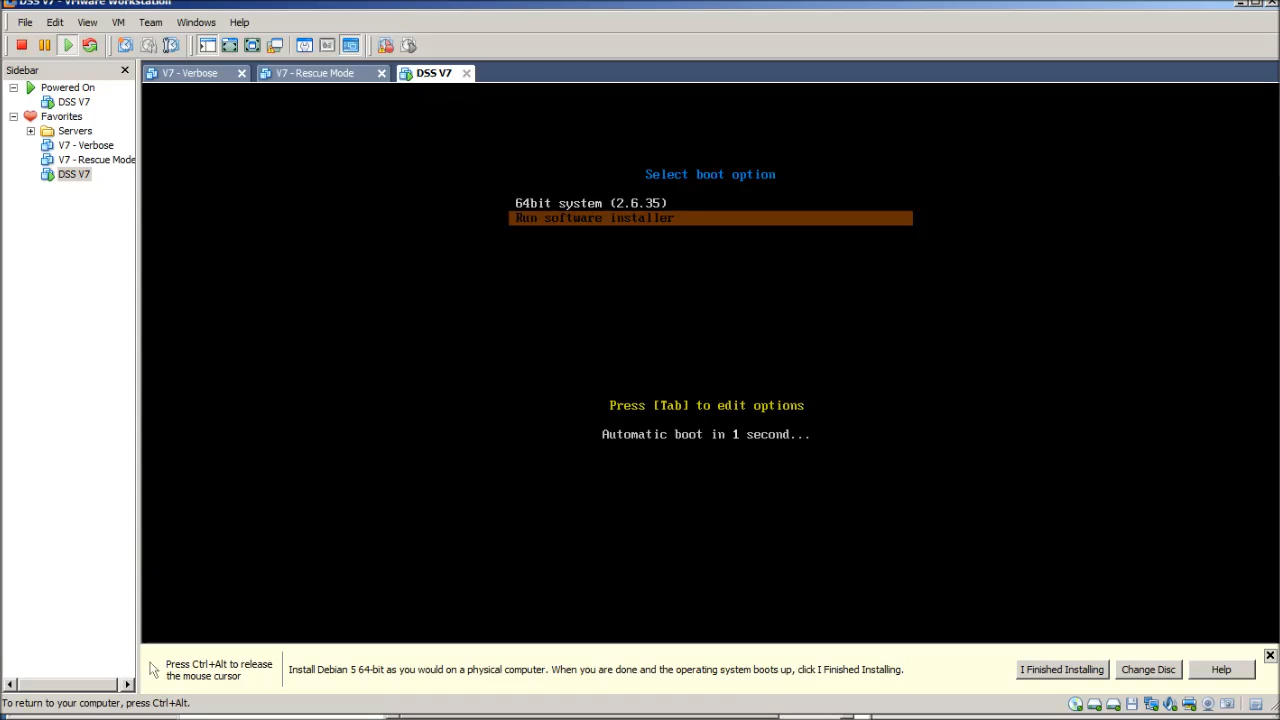 DSS V7 - VMware Workstation
File Edit View VM Team Windows Help
Sidebar
V7 - Verbose
V7 - Rescue Mode
DSS V7
Powered On
DSS V7
Favorites
Servers
V7 - Verbose
V7 - Rescue Mode
DSS V7
Select boot option
64bit system (2.6.35)
Run software installer
Press [Tab] to edit options
Automatic boot in 1 second...
Press Ctrl+Alt to release
the mouse cursor
Install Debian 5 64-bit as you would on a physical computer. When you are done and the operating system boots up, click I Finished Installing.
I Finished Installing
Change Disc
Help
To return to your computer, press Ctrl+Alt.